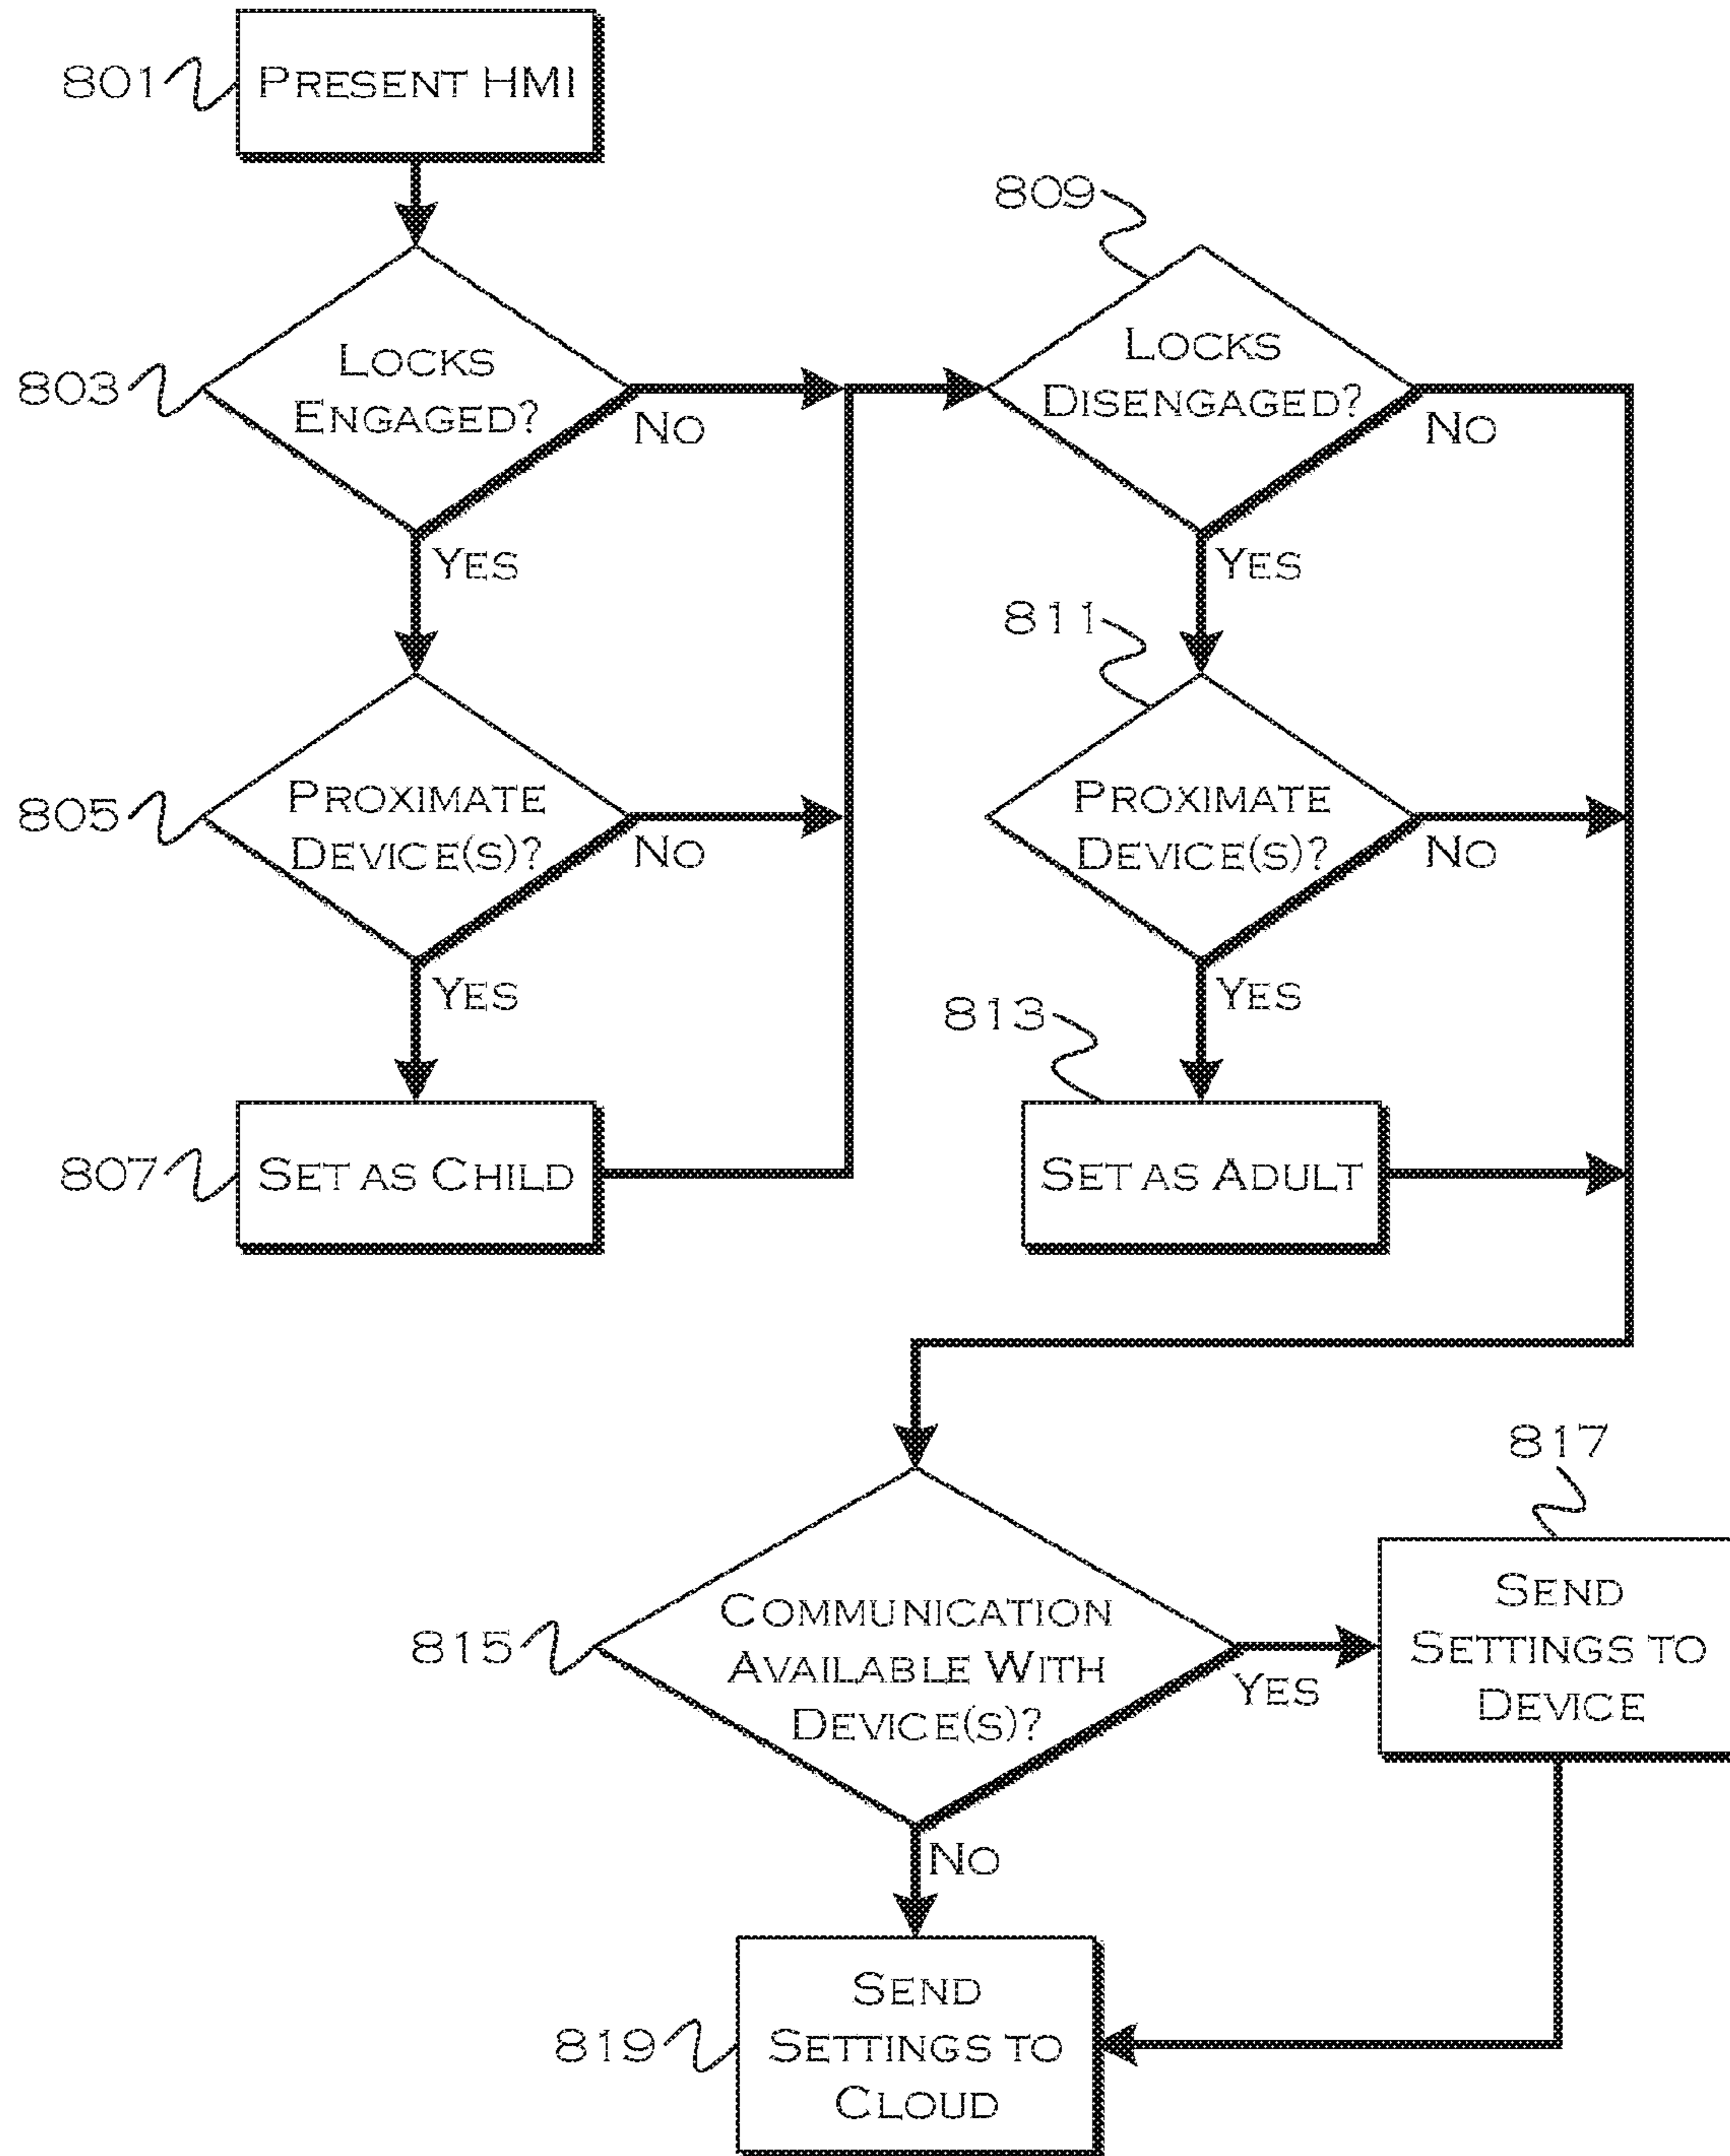 801
PRESENT HMI
803
LOCKS
ENGAGED?
NO
YES
805
PROXIMATE
DEVICE(S)?
NO
YES
807
SET AS CHILD
809
LOCKS
DISENGAGED?
NO
YES
811
PROXIMATE
DEVICE(S)?
NO
YES
813
SET AS ADULT
815
COMMUNICATION
AVAILABLE WITH
DEVICE(S)?
YES
NO
817
SEND
SETTINGS TO
DEVICE
819
SEND
SETTINGS TO
CLOUD